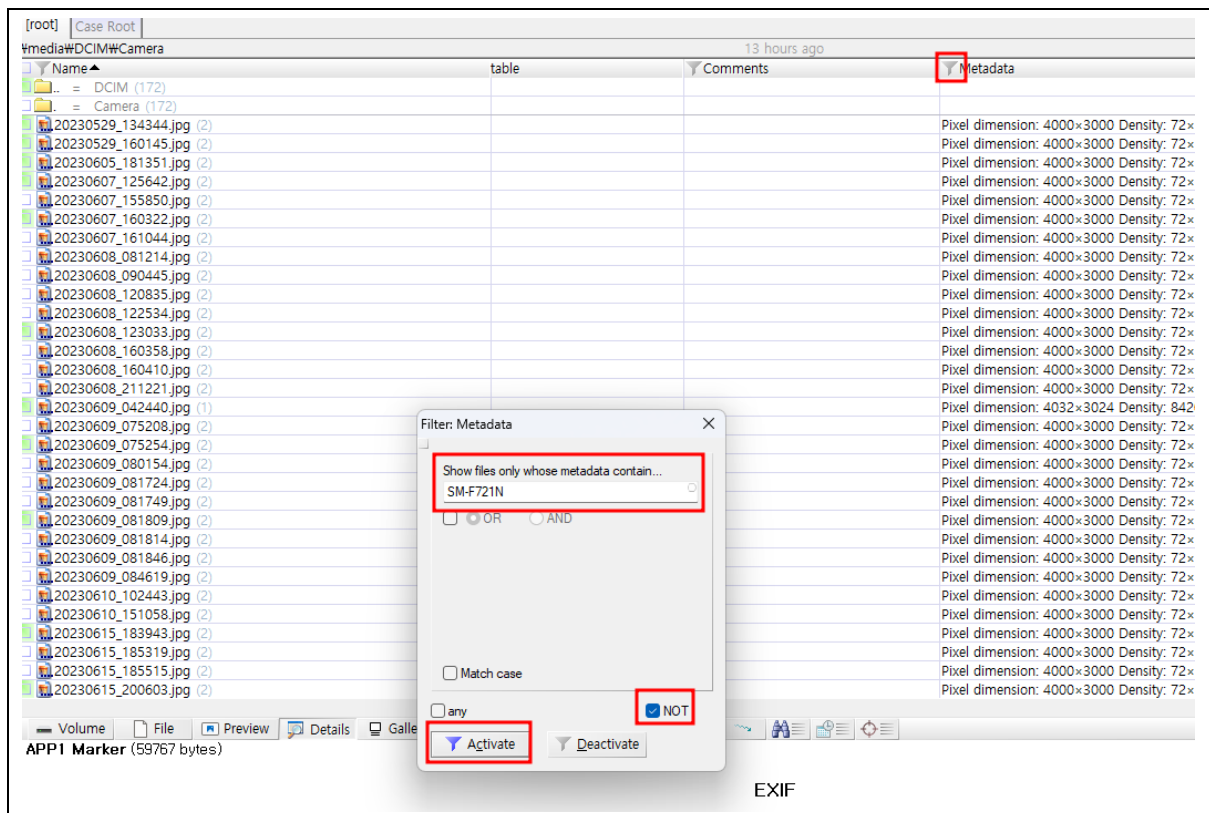 [root] Case Root
₩media₩DCIM₩Camera 13 hours ago
Name table Comments Metadata
.. = DCIM (172)
. = Camera (172)
20230529_134344.jpg (2) Pixel dimension: 4000×3000 Density: 72×
20230529_160145.jpg (2) Pixel dimension: 4000×3000 Density: 72×
20230605_181351.jpg (2) Pixel dimension: 4000×3000 Density: 72×
20230607_125642.jpg (2) Pixel dimension: 4000×3000 Density: 72×
20230607_155850.jpg (2) Pixel dimension: 4000×3000 Density: 72×
20230607_160322.jpg (2) Pixel dimension: 4000×3000 Density: 72×
20230607_161044.jpg (2) Pixel dimension: 4000×3000 Density: 72×
20230608_081214.jpg (2) Pixel dimension: 4000×3000 Density: 72×
20230608_090445.jpg (2) Pixel dimension: 4000×3000 Density: 72×
20230608_120835.jpg (2) Pixel dimension: 4000×3000 Density: 72×
20230608_122534.jpg (2) Pixel dimension: 4000×3000 Density: 72×
20230608_123033.jpg (2) Pixel dimension: 4000×3000 Density: 72×
20230608_160358.jpg (2) Pixel dimension: 4000×3000 Density: 72×
20230608_160410.jpg (2) Pixel dimension: 4000×3000 Density: 72×
20230608_211221.jpg (2) Pixel dimension: 4000×3000 Density: 72×
20230609_042440.jpg (1) Pixel dimension: 4032×3024 Density: 842
20230609_075208.jpg (2) Pixel dimension: 4000×3000 Density: 72×
20230609_075254.jpg (2) Pixel dimension: 4000×3000 Density: 72×
20230609_080154.jpg (2) Pixel dimension: 4000×3000 Density: 72×
20230609_081724.jpg (2) Pixel dimension: 4000×3000 Density: 72×
20230609_081749.jpg (2) Pixel dimension: 4000×3000 Density: 72×
20230609_081809.jpg (2) Pixel dimension: 4000×3000 Density: 72×
20230609_081814.jpg (2) Pixel dimension: 4000×3000 Density: 72×
20230609_081846.jpg (2) Pixel dimension: 4000×3000 Density: 72×
20230609_084619.jpg (2) Pixel dimension: 4000×3000 Density: 72×
20230610_102443.jpg (2) Pixel dimension: 4000×3000 Density: 72×
20230610_151058.jpg (2) Pixel dimension: 4000×3000 Density: 72×
20230615_183943.jpg (2) Pixel dimension: 4000×3000 Density: 72×
20230615_185319.jpg (2) Pixel dimension: 4000×3000 Density: 72×
20230615_185515.jpg (2) Pixel dimension: 4000×3000 Density: 72×
20230615_200603.jpg (2) Pixel dimension: 4000×3000 Density: 72×
Filter: Metadata
Show files only whose metadata contain...
SM-F721N
OR AND
Match case
any NOT
Activate Deactivate
Volume File Preview Details Galle
APP1 Marker (59767 bytes)
EXIF